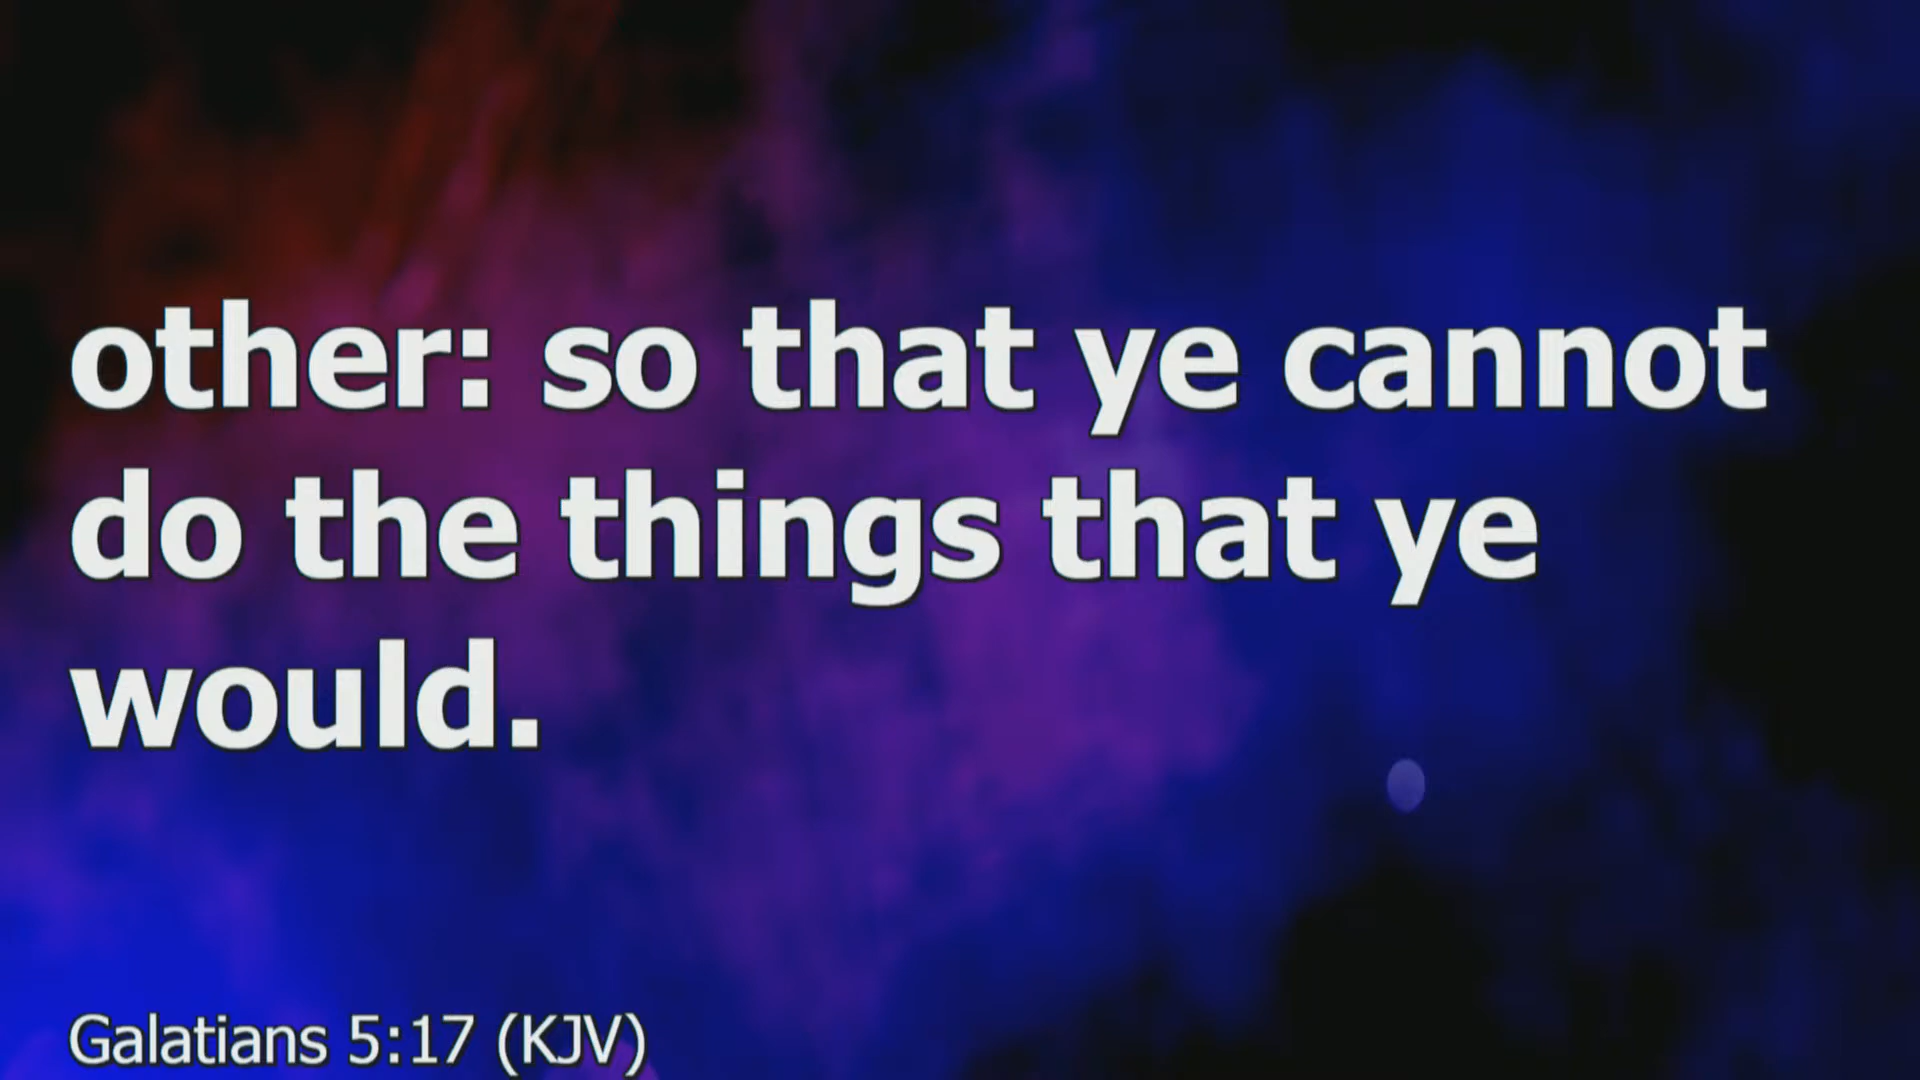 other: so that ye cannot
do the things that ye
would.
Galatians 5:17 (KJV)